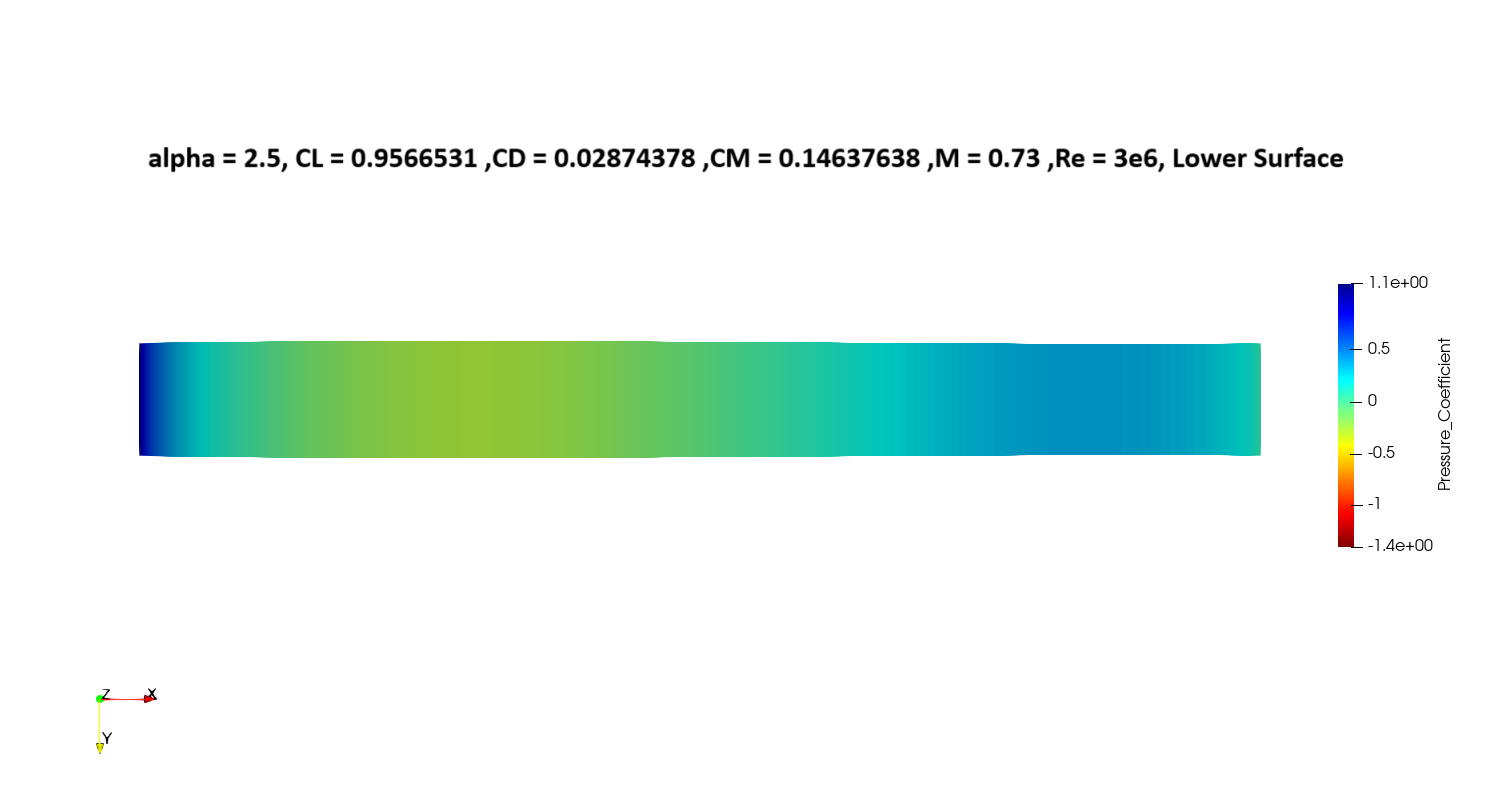 alpha = 2.5, CL = 0.9566531 ,CD = 0.02874378 ,CM = 0.14637638 ,M = 0.73 ,Re = 3e6, Lower Surface
1.1e+00
0.5
0
-0.5
-1
-1.4e+00
Pressure_Coefficient
Z
X
Y